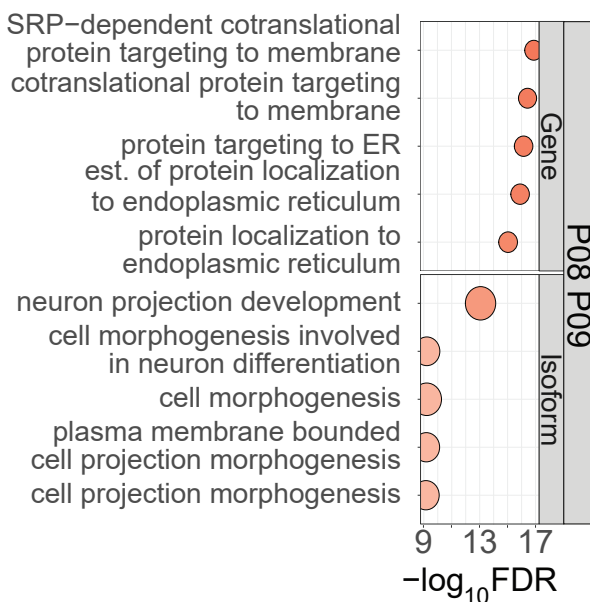 SRP−dependent cotranslational
protein targeting to membrane
cotranslational protein targeting
to membrane
protein targeting to ER
est. of protein localization
to endoplasmic reticulum
protein localization to
endoplasmic reticulum
neuron projection development
cell morphogenesis involved
in neuron differentiation
cell morphogenesis
plasma membrane bounded
cell projection morphogenesis
cell projection morphogenesis
Gene
Isoform
P08 P09
9 13 17
−log10FDR